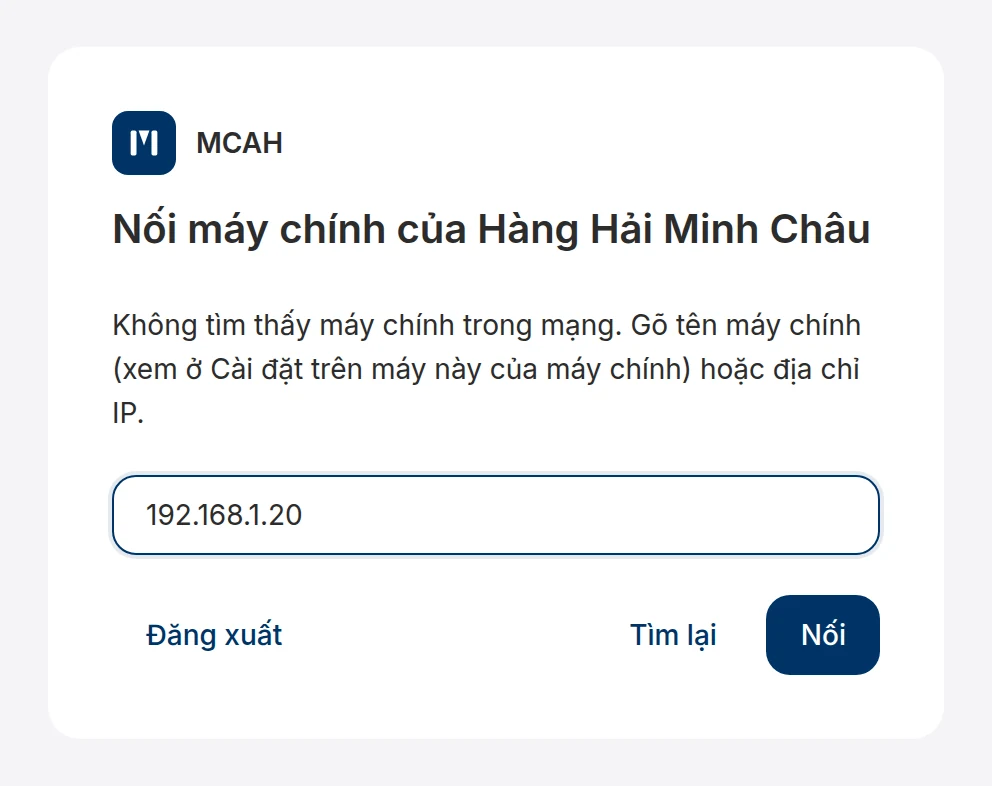 MCAH
Nối máy chính của Hàng Hải Minh Châu
Không tìm thấy máy chính trong mạng. Gõ tên máy chính
(xem ở Cài đặt trên máy này của máy chính) hoặc địa chỉ
IP.
192.168.1.20
Đăng xuất
Tìm lại
Nối